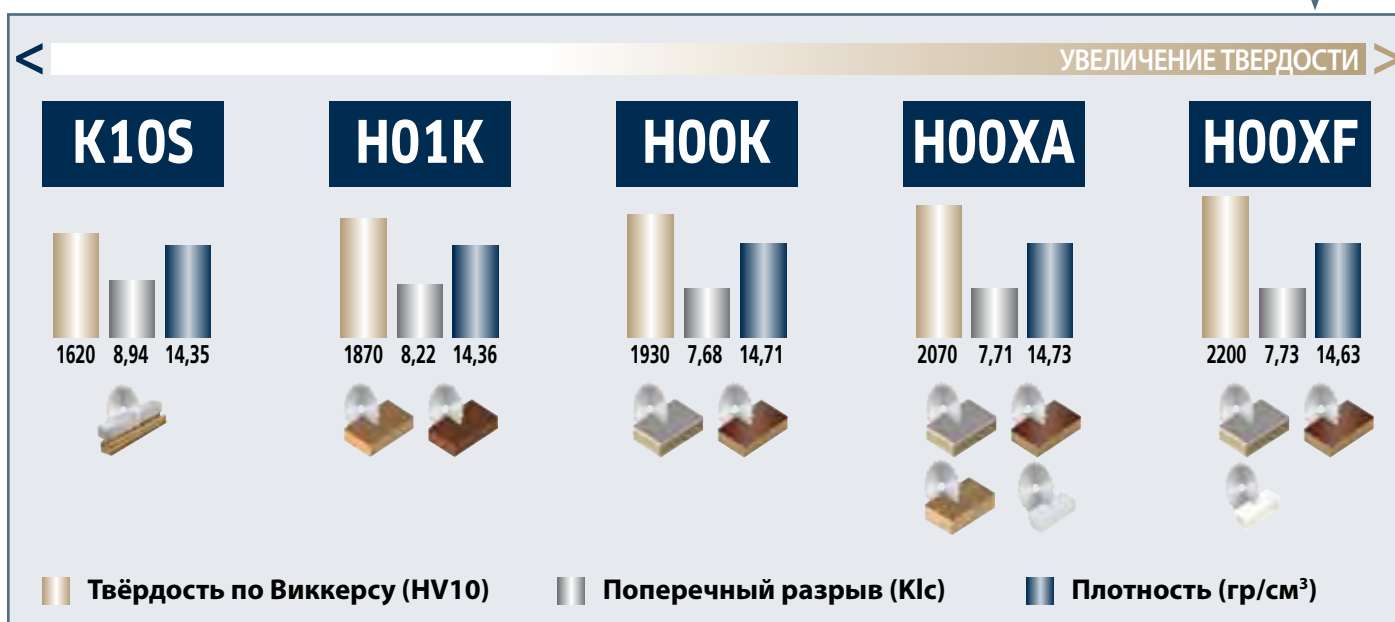 УВЕЛИЧЕНИЕ ТВЕРДОСТИ
K10S H01K H00K H00XA H00XF
1620 8,94 14,35 1870 8,22 14,36 1930 7,68 14,71 2070 7,71 14,73 2200 7,73 14,63
Твёрдость по Виккерсу (HV10) Поперечный разрыв (Klc) Плотность (гр/см³)